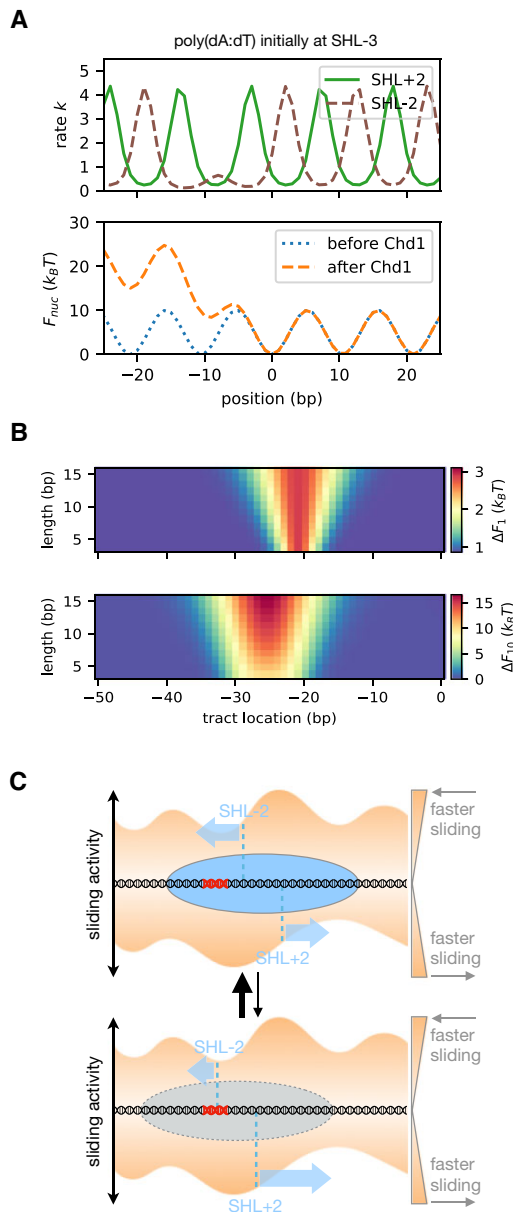 A
poly(dA:dT) initially at SHL-3
5
4
3
2
1
0
rate k
SHL+2
SHL-2
30
20
10
0
F_nuc (k_BT)
before Chd1
after Chd1
−20 −10 0 10 20
position (bp)
B
15
10
5
length (bp)
3
2
1
ΔF_1 (k_BT)
15
10
5
length (bp)
15
10
5
0
ΔF_10 (k_BT)
−50 −40 −30 −20 −10 0
tract location (bp)
C
sliding activity
SHL-2
SHL+2
faster
sliding
faster
sliding
sliding activity
SHL-2
SHL+2
faster
sliding
faster
sliding